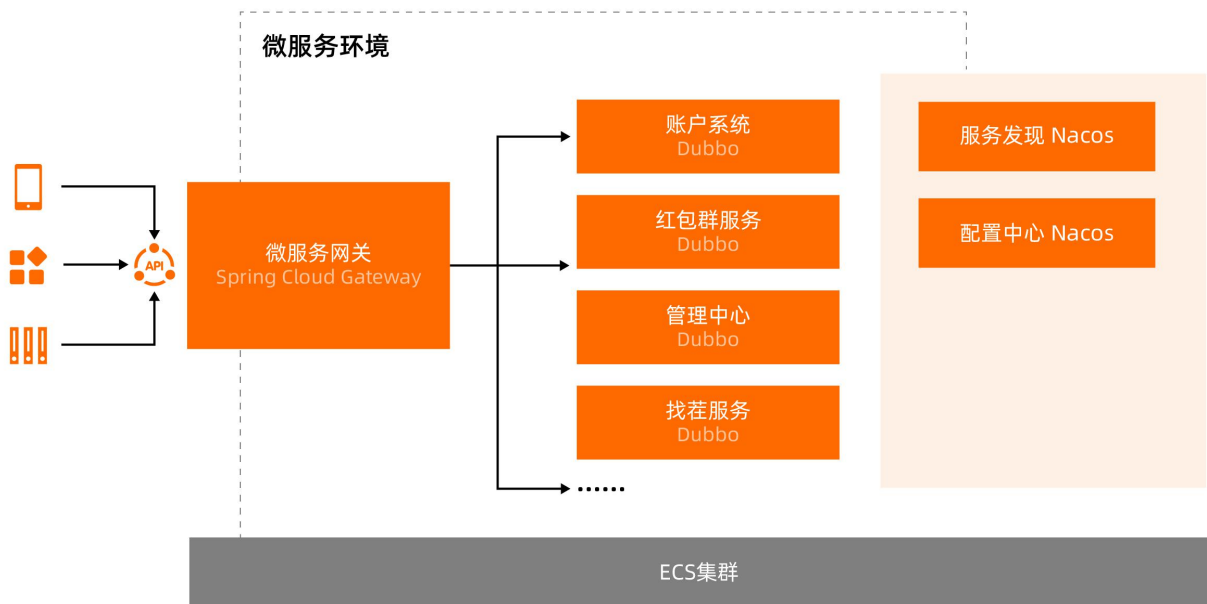 微服务环境
API
微服务网关
Spring Cloud Gateway
账户系统
Dubbo
红包群服务
Dubbo
管理中心
Dubbo
找茬服务
Dubbo
······
服务发现 Nacos
配置中心 Nacos
ECS集群